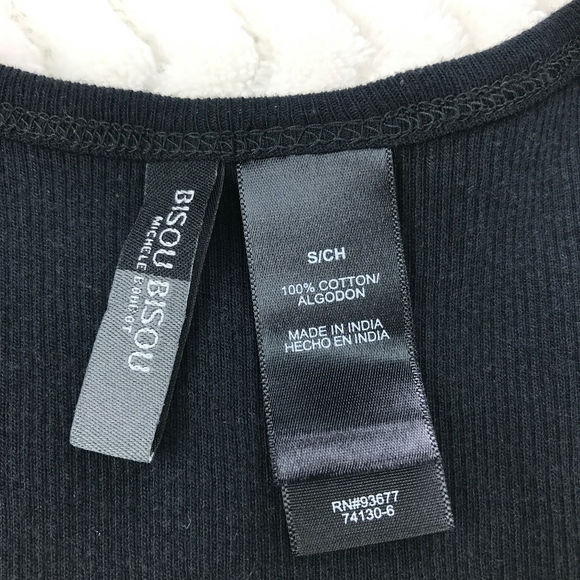 BISOU BISOU
MICHELE BOHBOT
S/CH
100% COTTON/
ALGODON
MADE IN INDIA
HECHO EN INDIA
RN#93677
74130-6